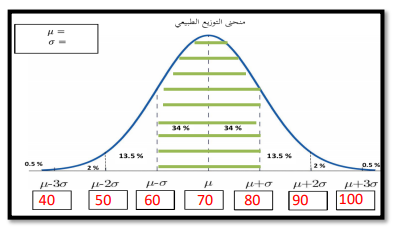 منحنى التوزيع الطبيعي
μ =
σ =
34 % 34 %
13.5 % 13.5 %
0.5 % 2 % 2 % 0.5 %
μ-3σ μ-2σ μ-σ μ μ+σ μ+2σ μ+3σ
40 50 60 70 80 90 100